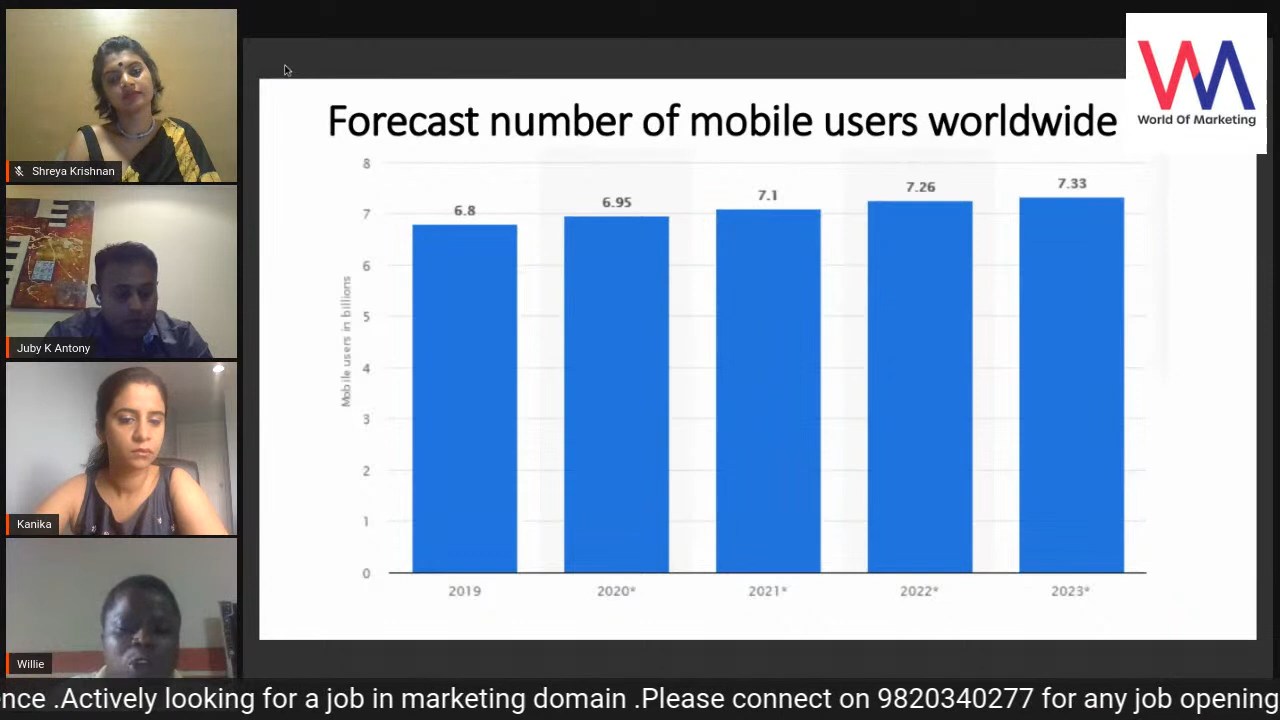 Shreya Krishnan
Juby K Antony
Kanika
Willie
Forecast number of mobile users worldwide
WA
World Of Marketing
Mobile users in billions
8
7
6
5
4
3
2
1
0
6.8
6.95
7.1
7.26
7.33
2019
2020*
2021*
2022*
2023*
ence .Actively looking for a job in marketing domain .Please connect on 9820340277 for any job opening